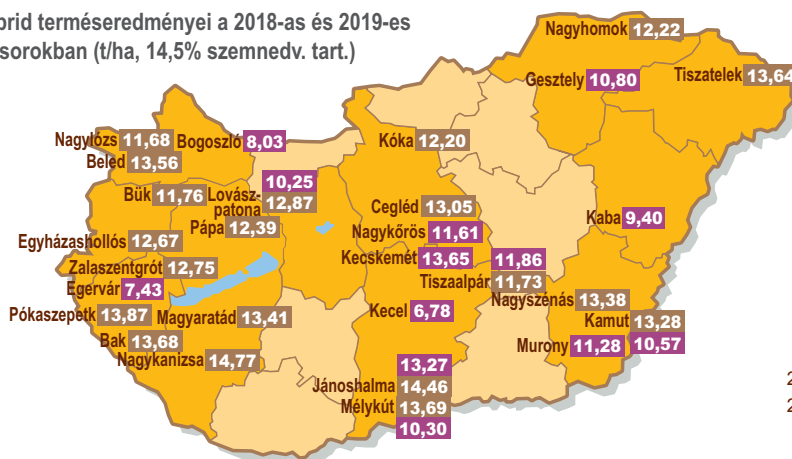 brid terméseredményei a 2018-as és 2019-es
sorokban (t/ha, 14,5% szemnedv. tart.)
Nagyhomok 12,22
Gesztely 10,80
Tiszatelek 13,64
Nagylózs 11,68
Bogoszló 8,03
Kóka 12,20
Beled 13,56
10,25
Bük 11,76
Lovász-
patona 12,87
Cegléd 13,05
Kaba 9,40
Pápa 12,39
Nagykőrös 11,61
Egyházashollós 12,67
Kecskemét 13,65
11,86
Zalaszentgrót 12,75
Tiszaalpár 11,73
Egervár 7,43
Nagyszénás 13,38
Pókaszepetk 13,87
Magyaratád 13,41
Kecel 6,78
Kamut 13,28
Bak 13,68
Murony 11,28
10,57
Nagykanizsa 14,77
13,27
Jánoshalma 14,46
Mélykút 13,69
10,30
2
2